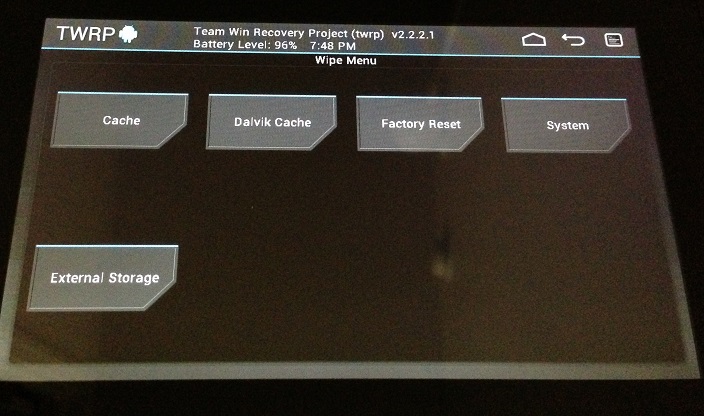 TWRP
Team Win Recovery Project (twrp) v2.2.2.1
Battery Level: 96% 7:48 PM
Wipe Menu
Cache
Dalvik Cache
Factory Reset
System
External Storage